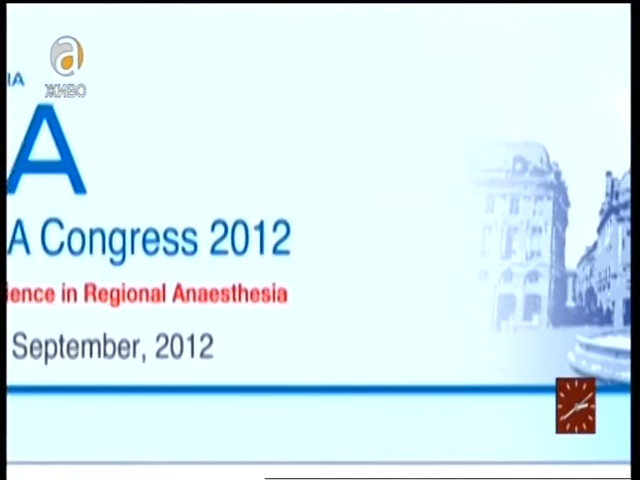 ЖИВО
IA
A
A Congress 2012
ience in Regional Anaesthesia
September, 2012